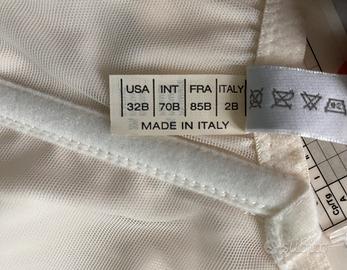 USA INT FRA ITALY
32B 70B 85B 2B
MADE IN ITALY